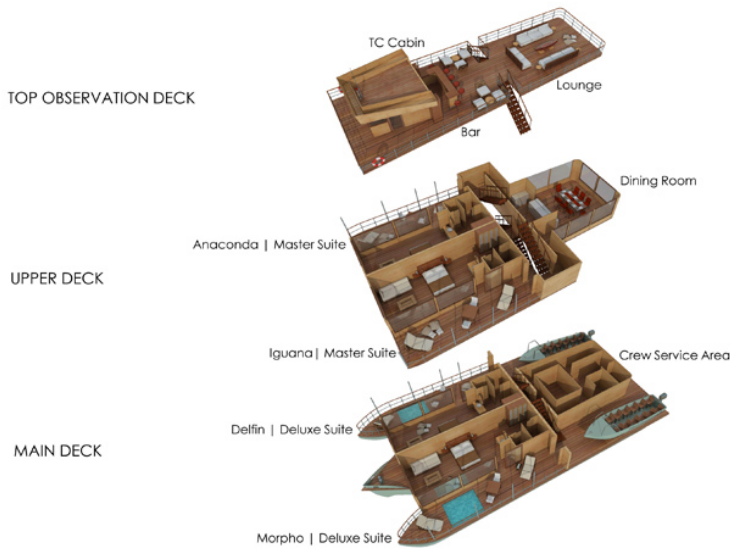 TC Cabin
TOP OBSERVATION DECK
Lounge
Bar
Dining Room
Anaconda | Master Suite
UPPER DECK
Iguana| Master Suite
Crew Service Area
Delfin | Deluxe Suite
MAIN DECK
Morpho | Deluxe Suite